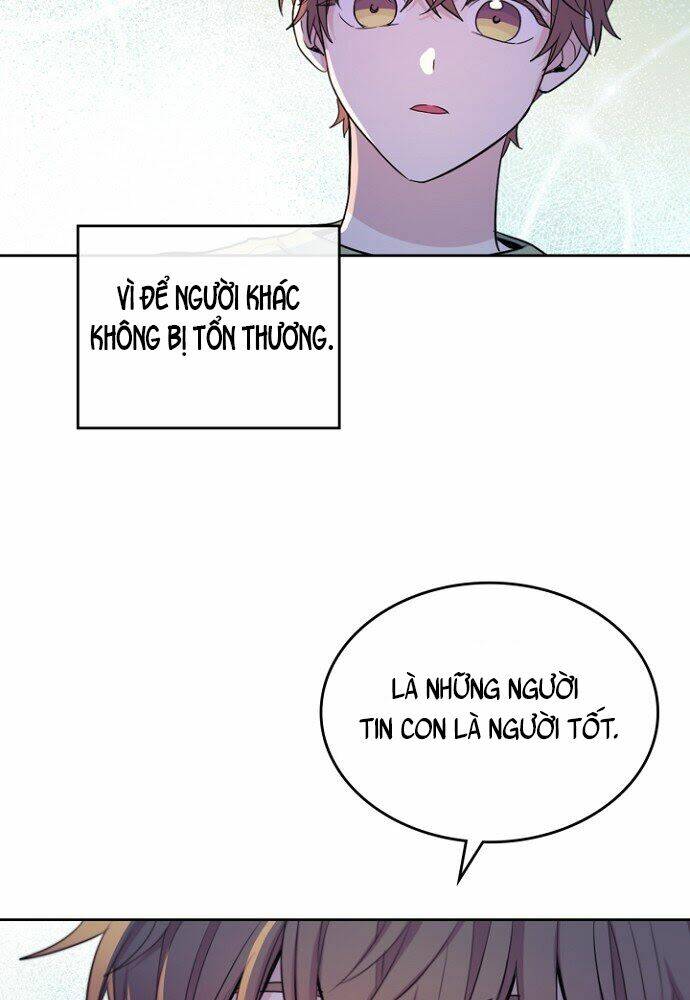 VÌ ĐỂ NGƯỜI KHÁC
KHÔNG BỊ TỔN THƯƠNG.
LÀ NHỮNG NGƯỜI
TIN CON LÀ NGƯỜI TỐT.